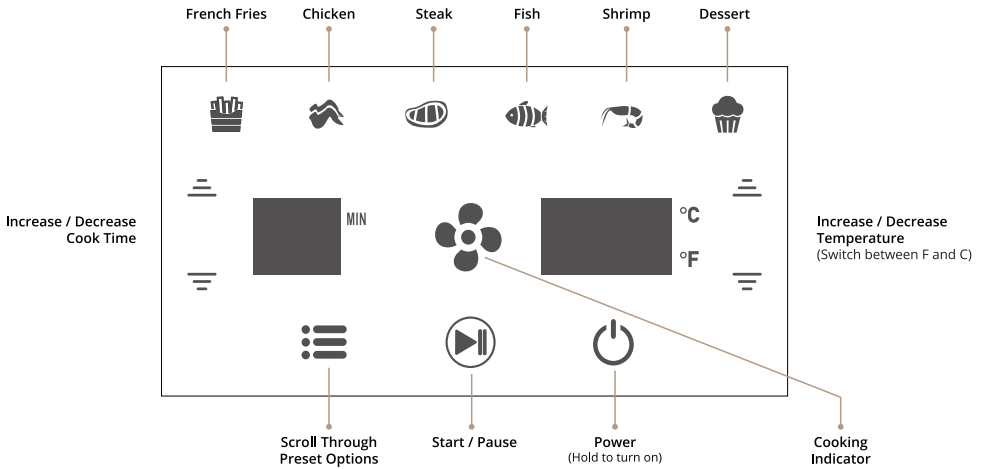 French Fries
Chicken
Steak
Fish
Shrimp
Dessert
Increase / Decrease
Cook Time
MIN
°C
°F
Increase / Decrease
Temperature
(Switch between F and C)
Scroll Through
Preset Options
Start / Pause
Power
(Hold to turn on)
Cooking
Indicator